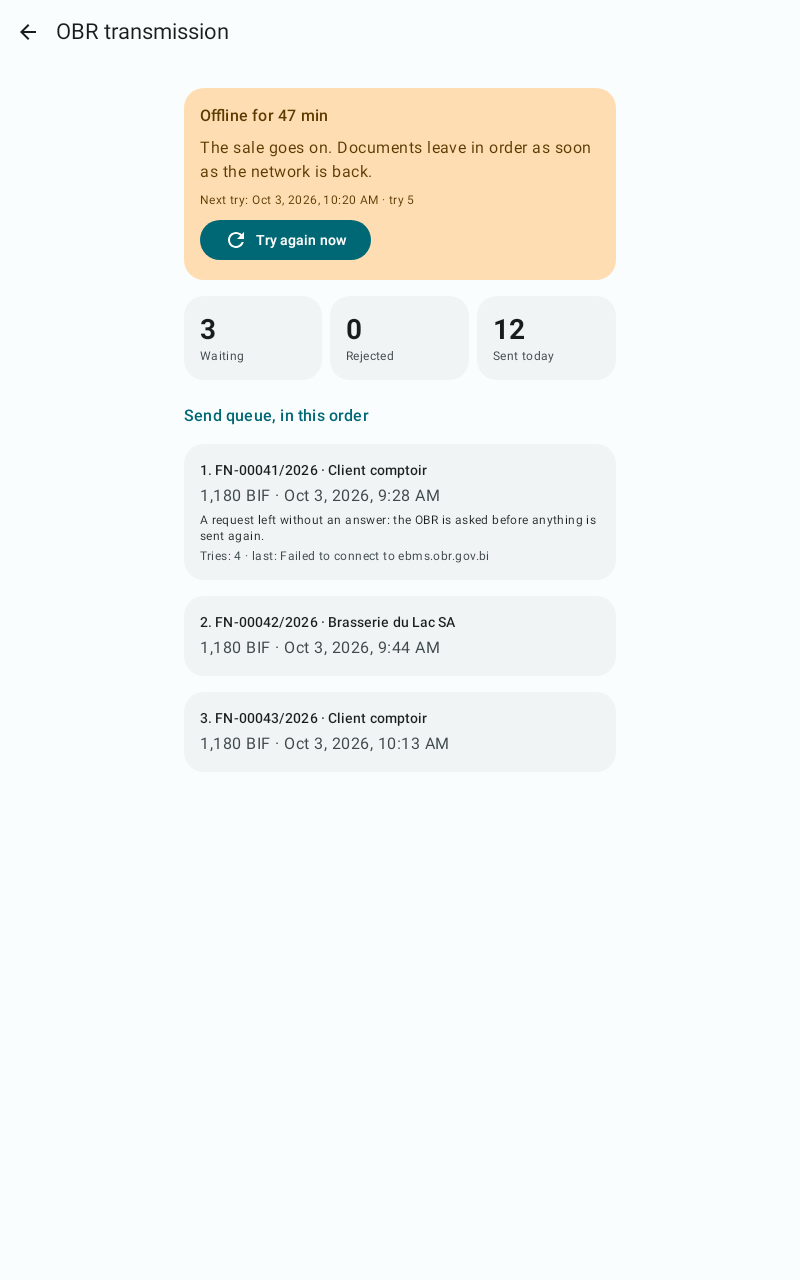 OBR transmission
Offline for 47 min
The sale goes on. Documents leave in order as soon
as the network is back.
Next try: Oct 3, 2026, 10:20 AM · try 5
Try again now
3
Waiting
0
Rejected
12
Sent today
Send queue, in this order
1. FN-00041/2026 · Client comptoir
1,180 BIF · Oct 3, 2026, 9:28 AM
A request left without an answer: the OBR is asked before anything is
sent again.
Tries: 4 · last: Failed to connect to ebms.obr.gov.bi
2. FN-00042/2026 · Brasserie du Lac SA
1,180 BIF · Oct 3, 2026, 9:44 AM
3. FN-00043/2026 · Client comptoir
1,180 BIF · Oct 3, 2026, 10:13 AM